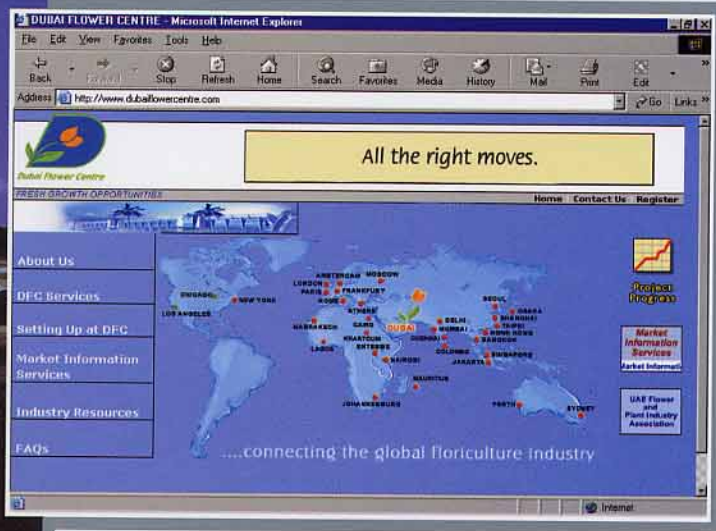 DUBAI FLOWER CENTRE - Microsoft Internet Explorer
File Edit View Favorites Tools Help
Back Forward Stop Refresh Home Search Favorites Media History Mail Print Edit
Address http://www.dubaiflowercentre.com Go Links
Dubai Flower Centre
All the right moves.
FRESH GROWTH OPPORTUNITIES
Home Contact Us Register
About Us
DFC Services
Setting Up at DFC
Market Information
Services
Industry Resources
FAQs
AMSTERDAM MOSCOW
LONDON
PARIS FRANKFURT
ROME
ATHENS
CHICAGO
NEW YORK
LOS ANGELES
MARRAKESH
CAIRO
KHARTOUM
LAGOS
ENTEBBE
NAIROBI
MAURITIUS
JOHANNESBURG
DUBAI
DELHI
MUMBAI
CHENNAI
COLOMBO
SEOUL
OSAKA
SHANGHAI
TAIPEI
HONG KONG
BANGKOK
SINGAPORE
JAKARTA
PERTH
SYDNEY
....connecting the global floriculture industry
Project
Progress
Market
Information
Services
Market Informati
UAE Flower
and
Plant Industry
Association
Internet